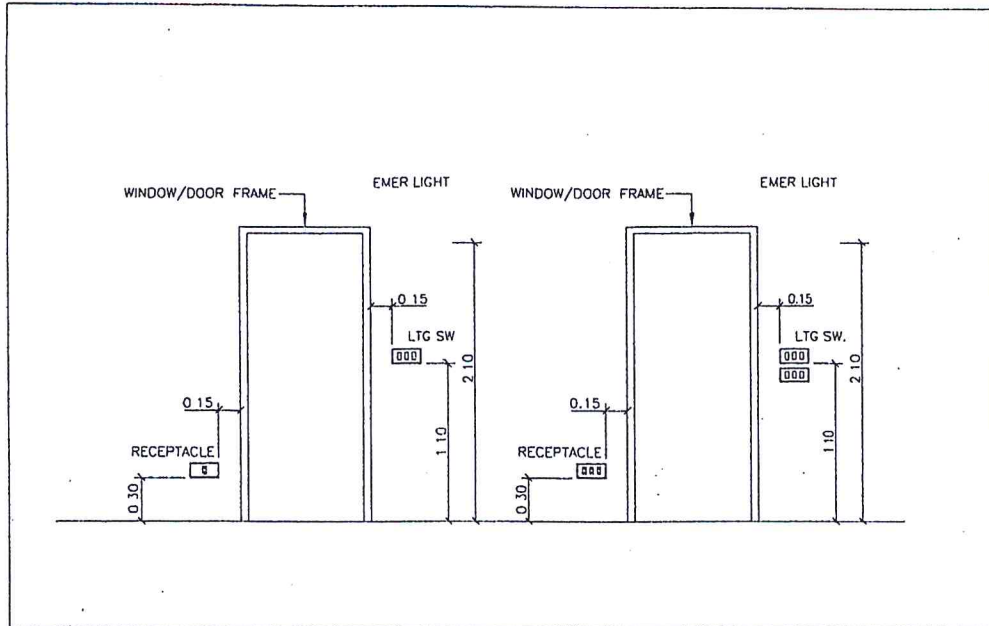 EMER LIGHT
WINDOW/DOOR FRAME
0.15
LTG SW
2.10
0.15
1.10
RECEPTACLE
0.30
EMER LIGHT
WINDOW/DOOR FRAME
0.15
LTG SW.
2.10
0.15
1.10
RECEPTACLE
0.30